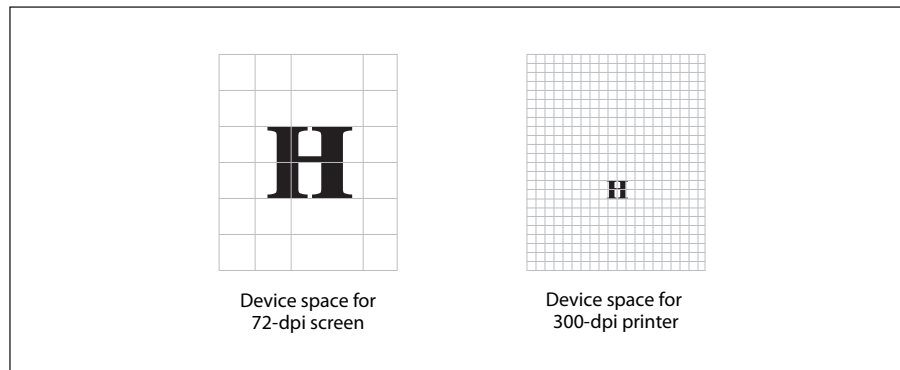 H
H
Device space for
72-dpi screen
Device space for
300-dpi printer